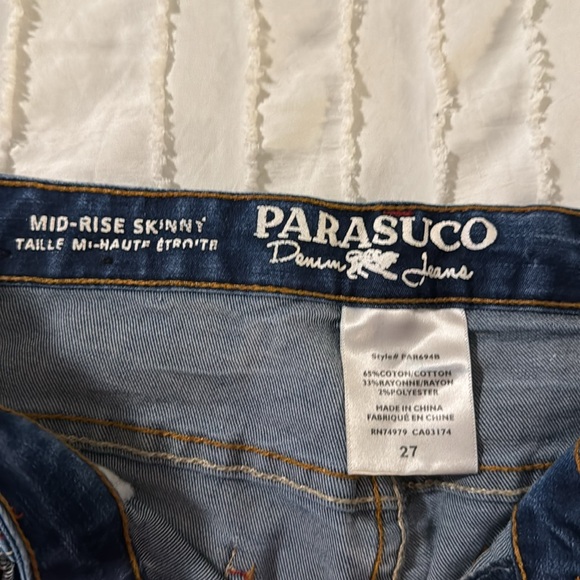 MID-RISE SKINNY
TAILLE MI-HAUTE ÉTROITE
PARASUCO
Denim Jeans
Style# PAR694B
65%COTON/COTTON
33%RAYONNE/RAYON
2%POLYESTER
MADE IN CHINA
FABRIQUÉ EN CHINE
RN74979 CA03174
27